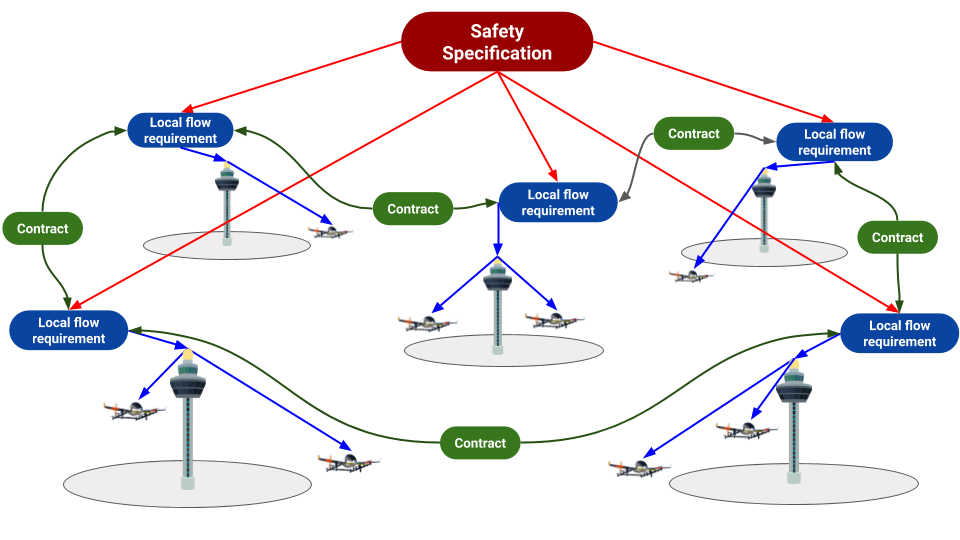 Safety
Specification
Local flow
requirement
Contract
Local flow
requirement
Contract
Local flow
requirement
Contract
Contract
Local flow
requirement
Local flow
requirement
Contract